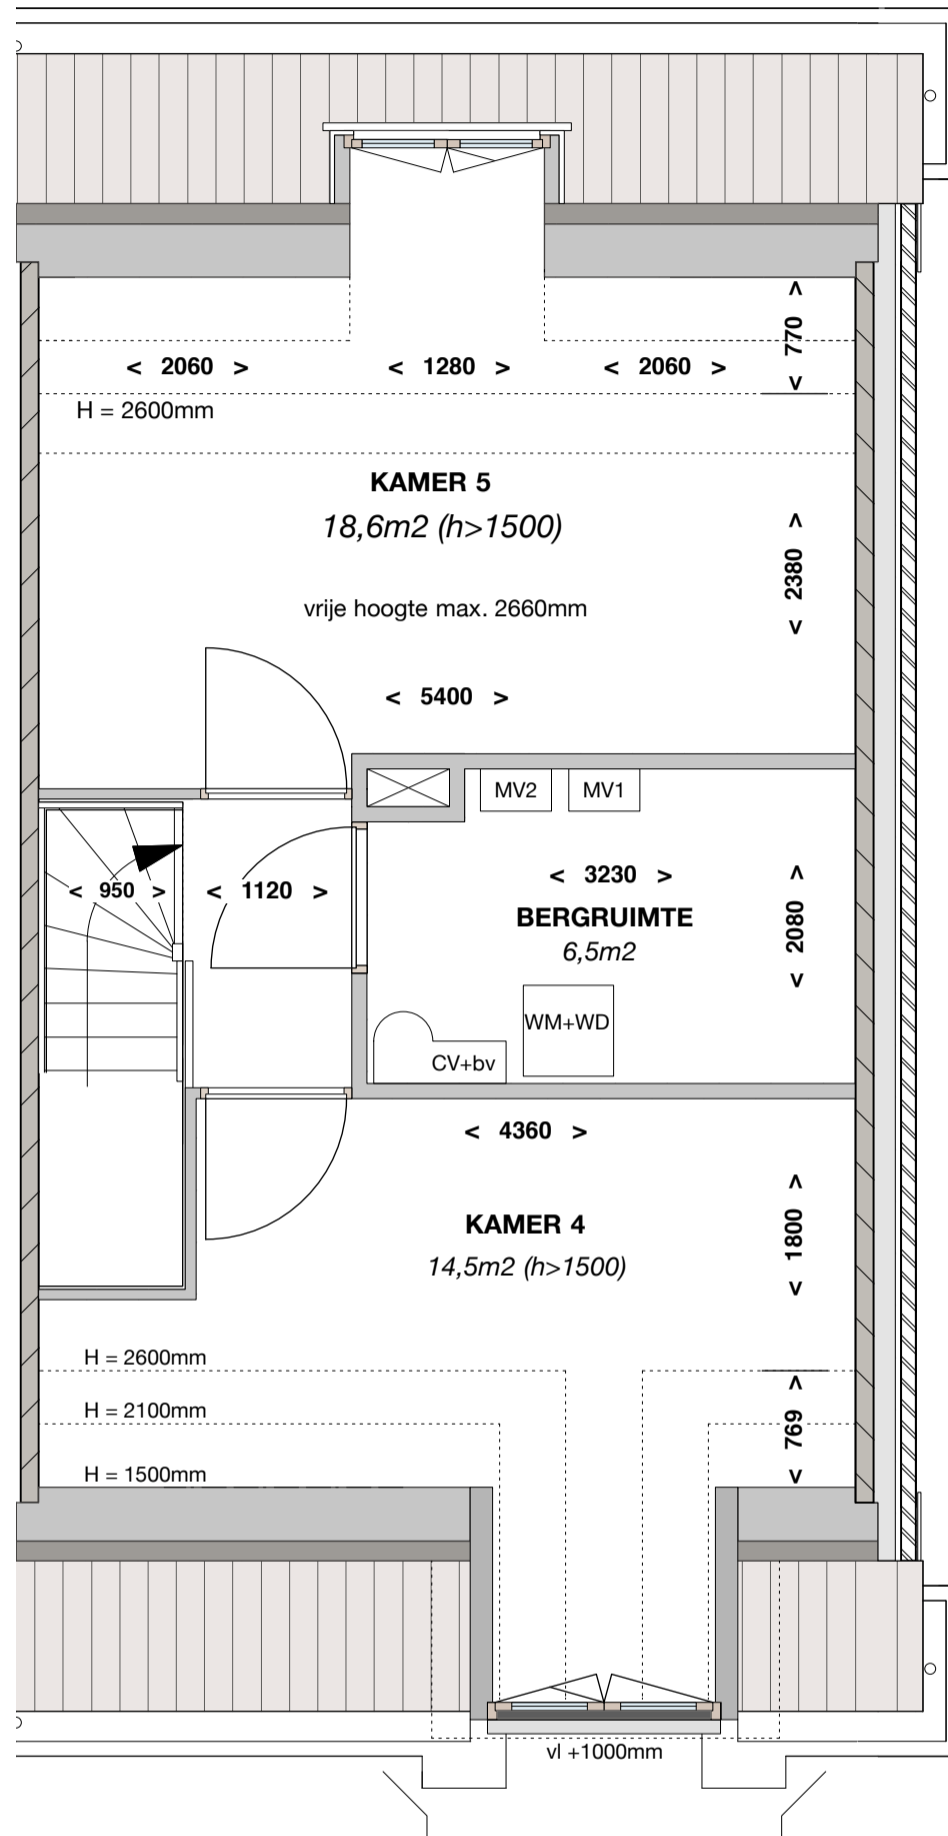 770
< 2060 > < 1280 > < 2060 >
H = 2600mm
KAMER 5
18,6m2 (h>1500)
< 2380 >
vrije hoogte max. 2660mm
< 5400 >
MV2 MV1
< 950 > < 1120 > < 3230 >
BERGRUIMTE
6,5m2
< 2080 >
WM+WD
CV+bv
< 4360 >
KAMER 4
14,5m2 (h>1500)
< 1800 >
H = 2600mm
H = 2100mm
< 769 >
H = 1500mm
vl +1000mm